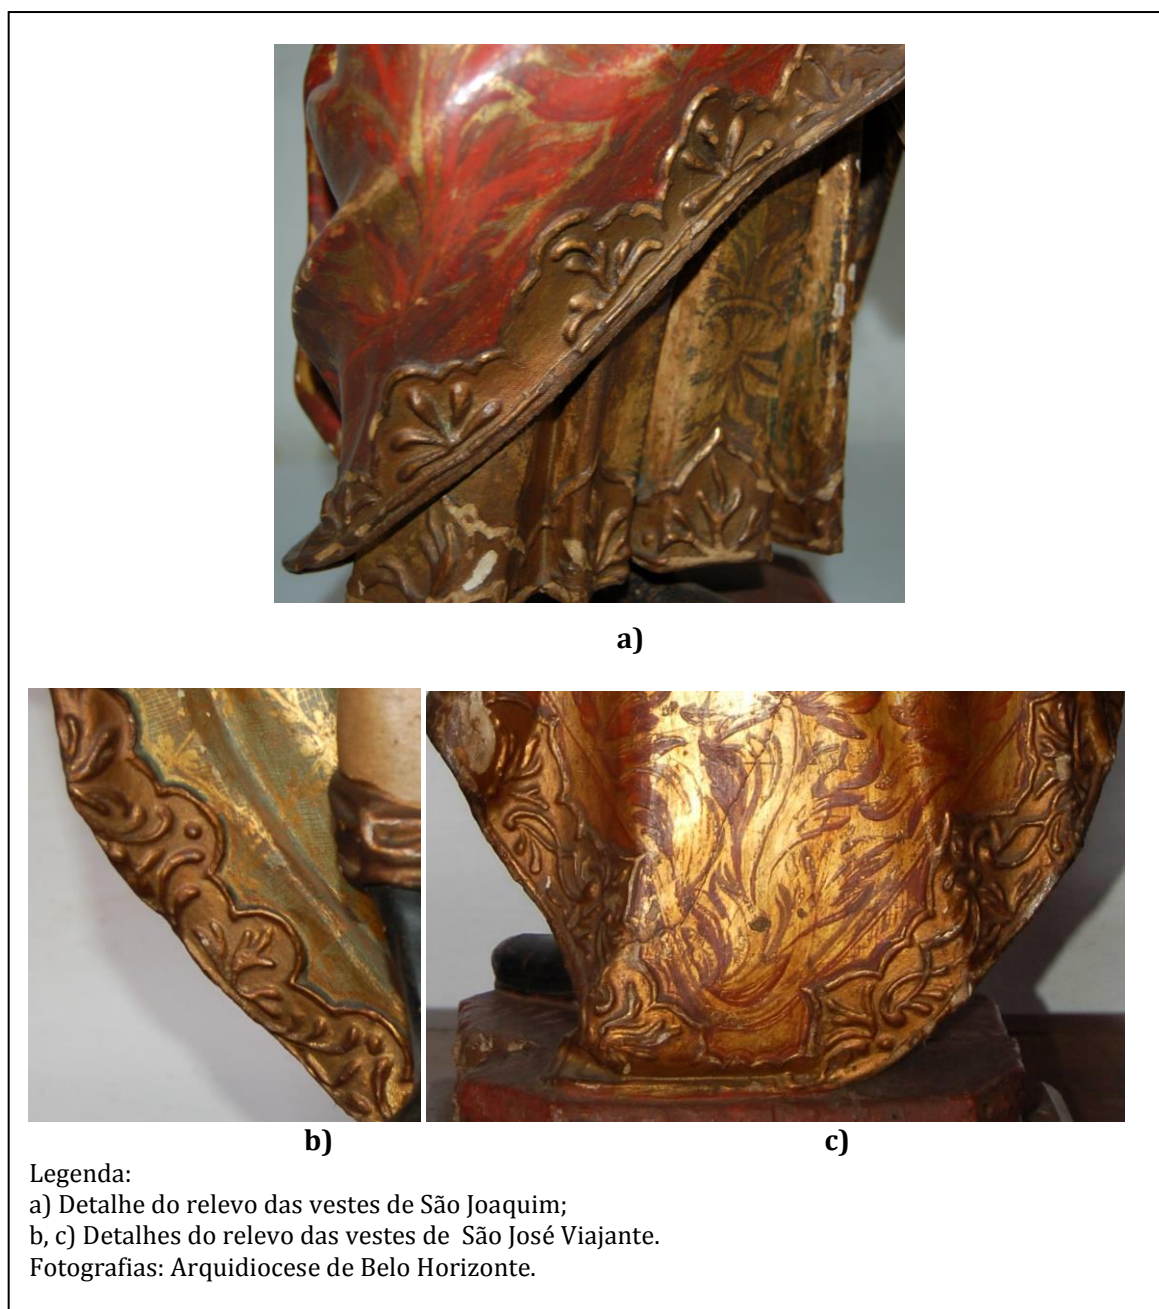 a)
b)
c)
Legenda:
a) Detalhe do relevo das vestes de São Joaquim;
b, c) Detalhes do relevo das vestes de São José Viajante.
Fotografias: Arquidiocese de Belo Horizonte.